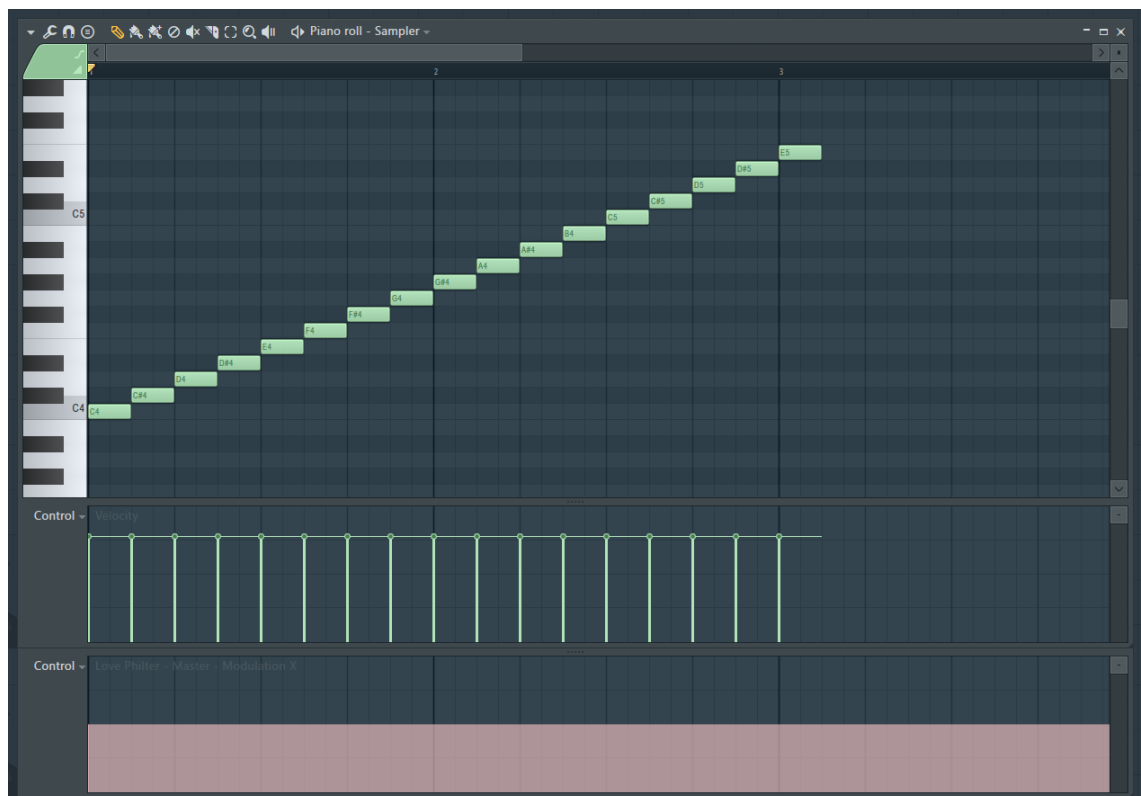 Piano roll - Sampler
1 2 3
E5
D#5
D5
C#5
C5
C5
B4
A#4
A4
G#4
G4
F#4
F4
E4
D#4
D4
C#4
C4
C4
Control Velocity
Control Love Philter - Master - Modulation X